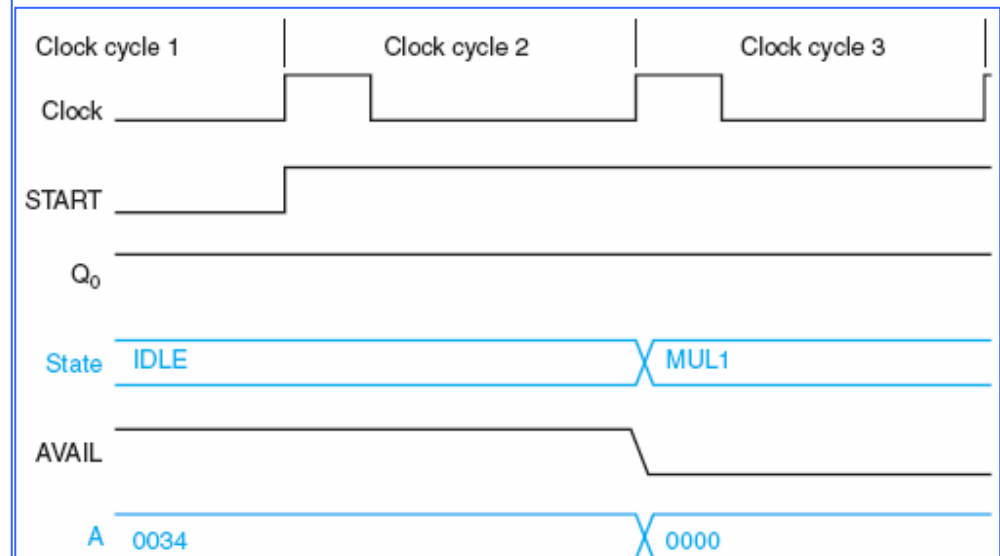 Clock cycle 1 Clock cycle 2 Clock cycle 3
Clock
START
Q₀
State IDLE MUL1
AVAIL
A 0034 0000